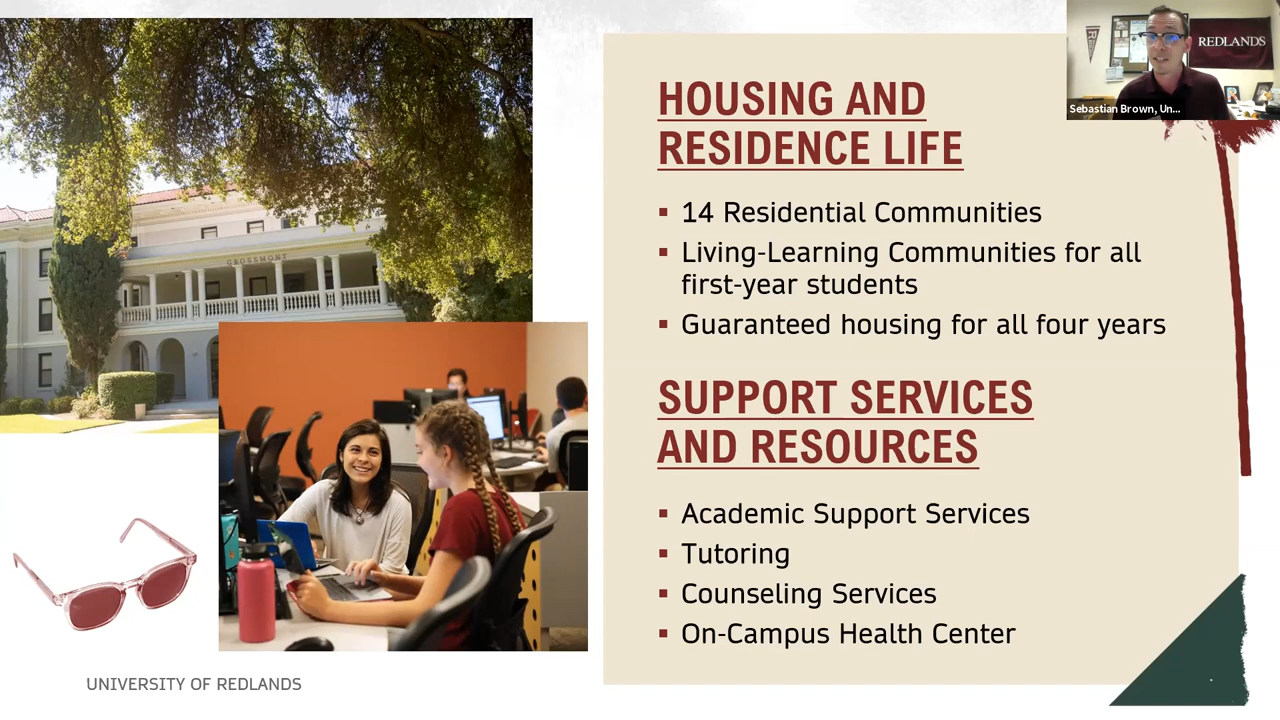 REDLANDS
Sebastian Brown, Un...
GROSSMONT
HOUSING AND
RESIDENCE LIFE
▪ 14 Residential Communities
▪ Living-Learning Communities for all
first-year students
▪ Guaranteed housing for all four years
SUPPORT SERVICES
AND RESOURCES
▪ Academic Support Services
▪ Tutoring
▪ Counseling Services
▪ On-Campus Health Center
UNIVERSITY OF REDLANDS